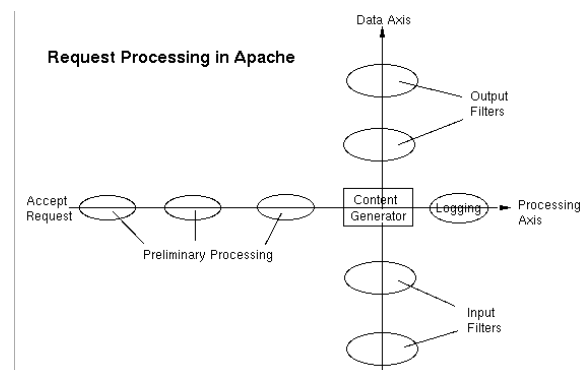 Data Axis
Request Processing in Apache
Output
Filters
Accept
Request
Content
Generator
Logging
Processing
Axis
Preliminary Processing
Input
Filters